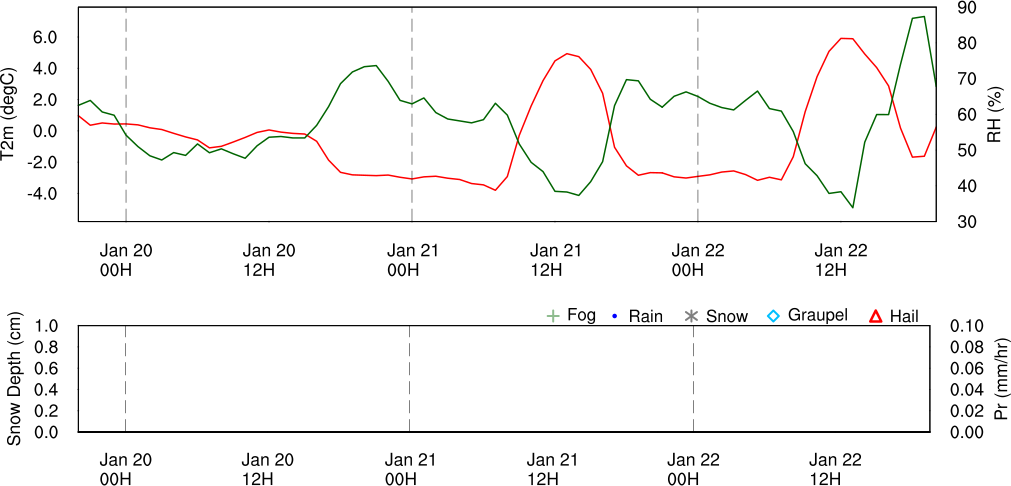 T2m (degC)
6.0
4.0
2.0
0.0
-2.0
-4.0
90
80
70
60
50
40
30
RH (%)
Jan 20 Jan 20 Jan 21 Jan 21 Jan 22 Jan 22
00H 12H 00H 12H 00H 12H
Fog Rain Snow Graupel Hail
Snow Depth (cm)
1.0
0.8
0.6
0.4
0.2
0.0
0.10
0.08
0.06
0.04
0.02
0.00
Pr (mm/hr)
Jan 20 Jan 20 Jan 21 Jan 21 Jan 22 Jan 22
00H 12H 00H 12H 00H 12H